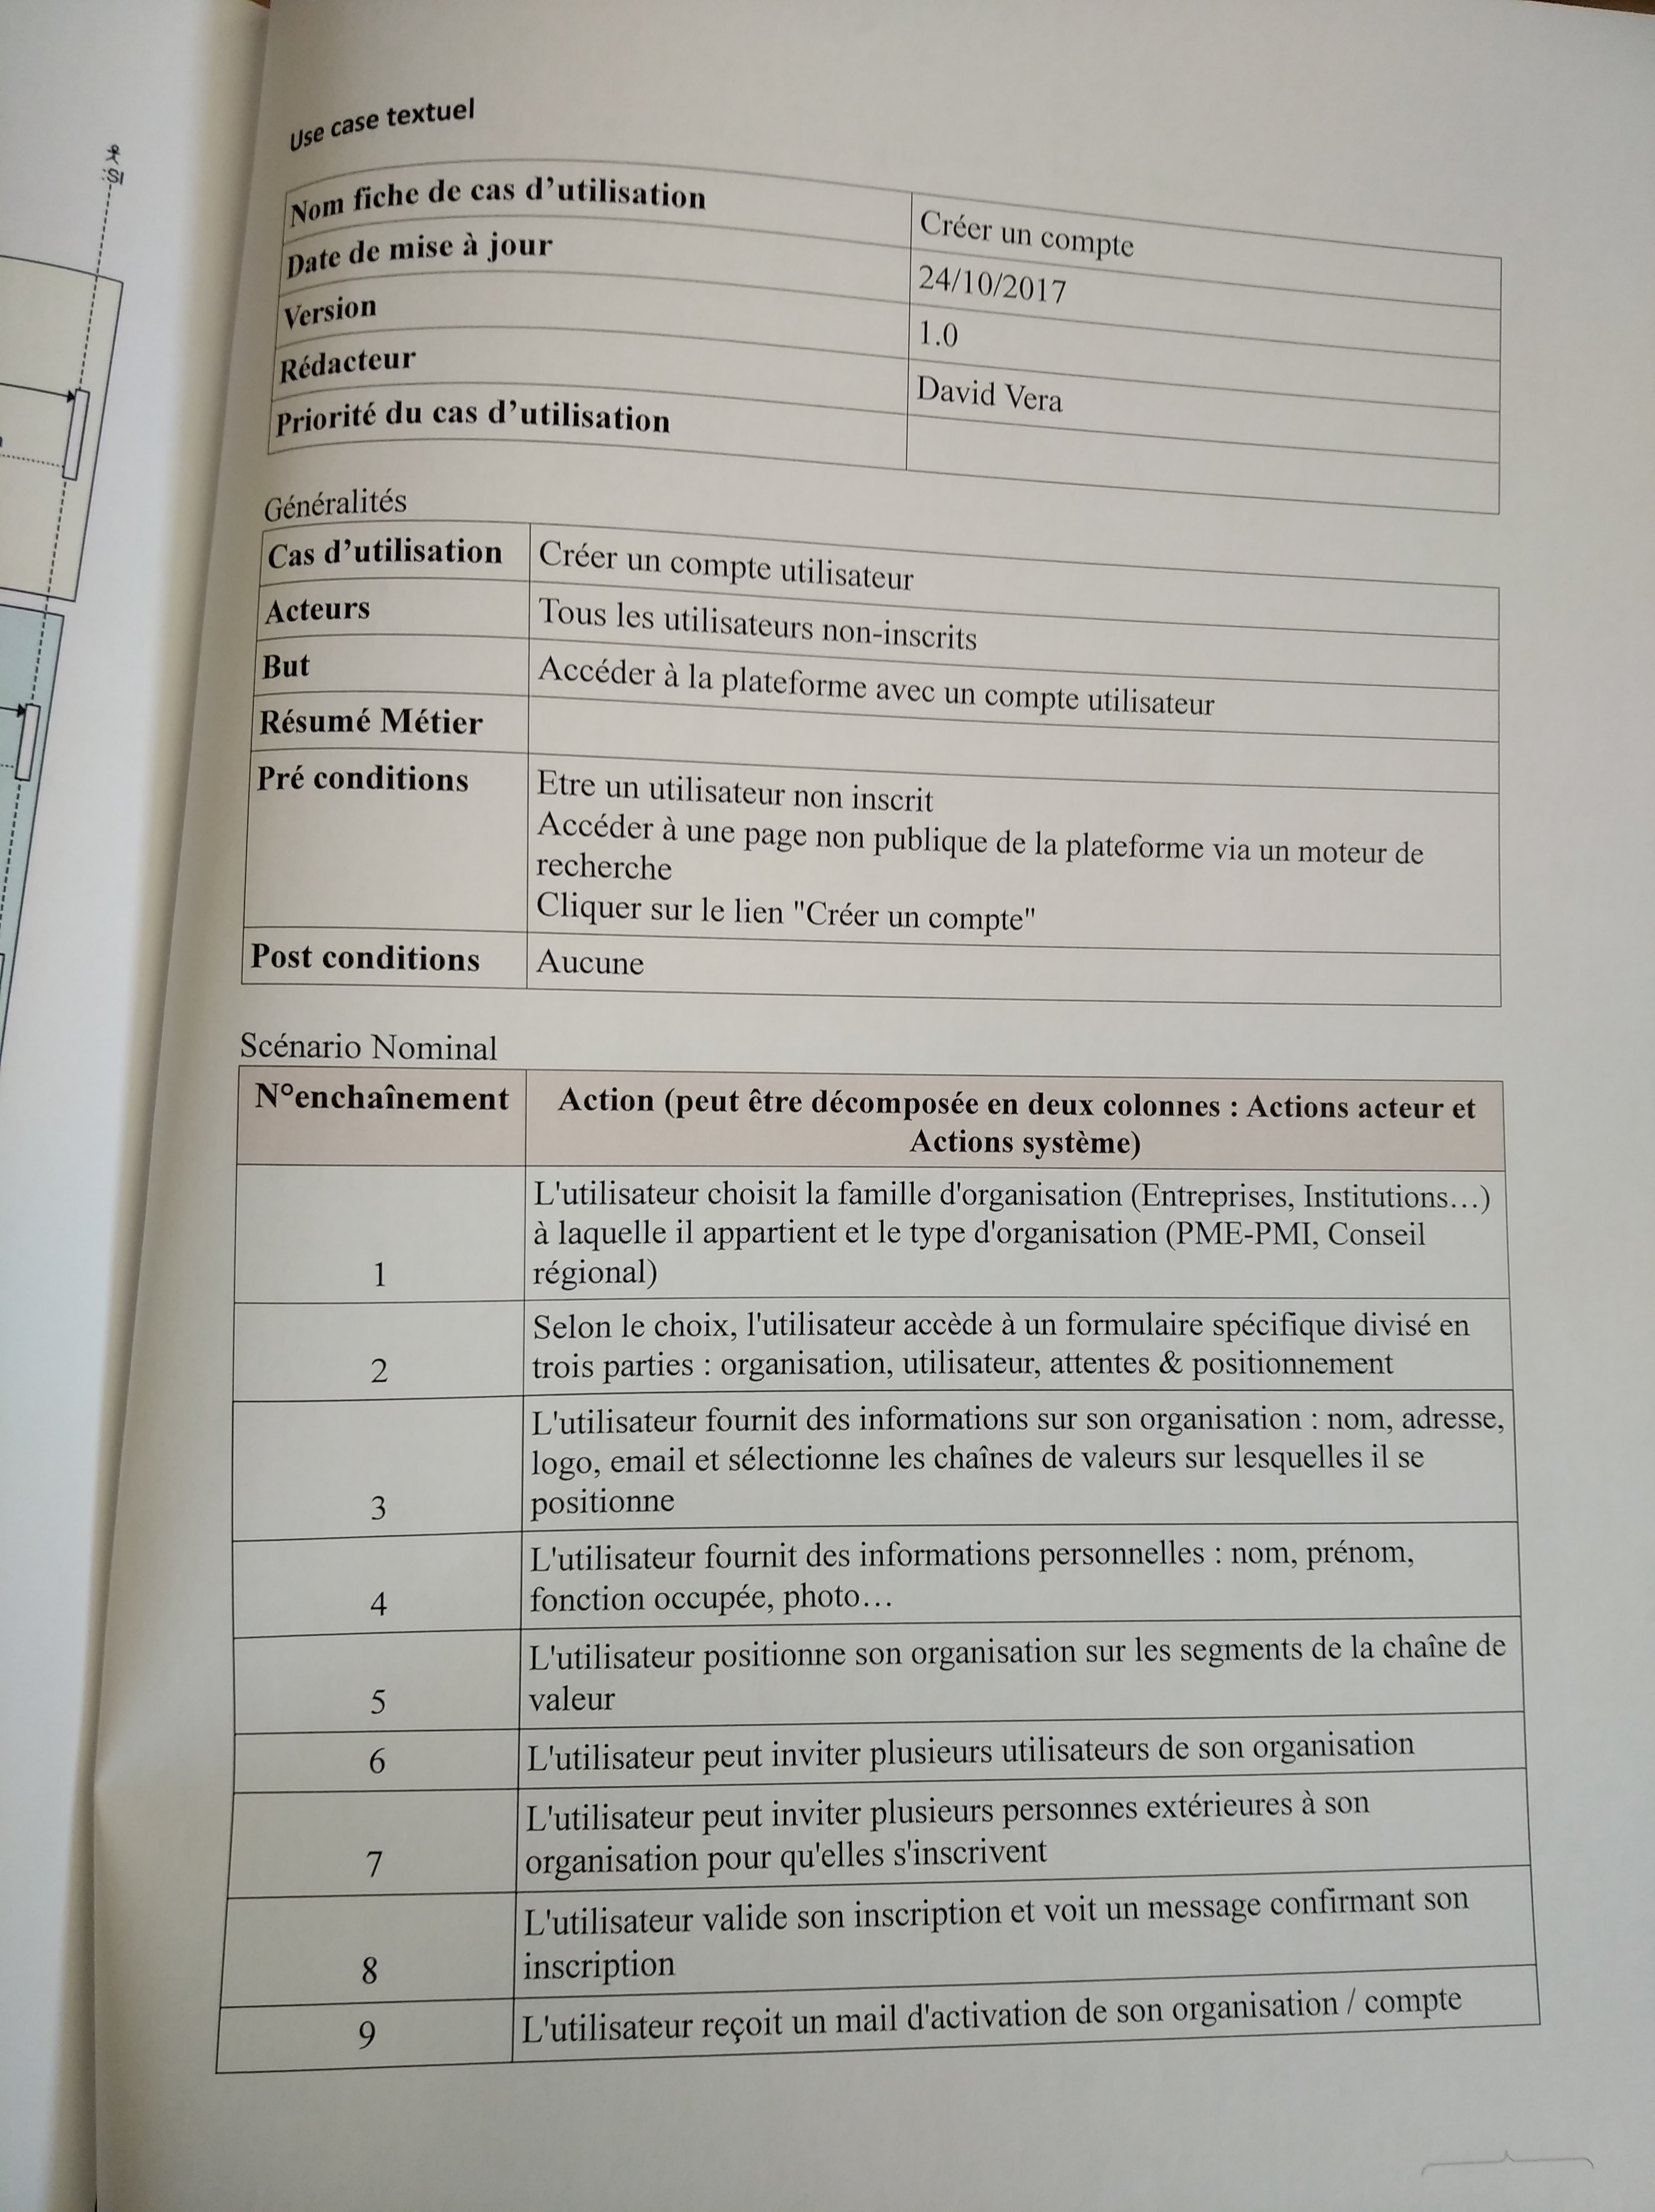 :SI
Use case textuel
Nom fiche de cas d’utilisation Créer un compte
Date de mise à jour 24/10/2017
Version 1.0
Rédacteur David Vera
Priorité du cas d’utilisation
Généralités
Cas d’utilisation Créer un compte utilisateur
Acteurs Tous les utilisateurs non-inscrits
But Accéder à la plateforme avec un compte utilisateur
Résumé Métier
Pré conditions Etre un utilisateur non inscrit
Accéder à une page non publique de la plateforme via un moteur de
recherche
Cliquer sur le lien "Créer un compte"
Post conditions Aucune
Scénario Nominal
N°enchaînement Action (peut être décomposée en deux colonnes : Actions acteur et
Actions système)
L'utilisateur choisit la famille d'organisation (Entreprises, Institutions…)
à laquelle il appartient et le type d'organisation (PME-PMI, Conseil
1 régional)
Selon le choix, l'utilisateur accède à un formulaire spécifique divisé en
2 trois parties : organisation, utilisateur, attentes & positionnement
L'utilisateur fournit des informations sur son organisation : nom, adresse,
logo, email et sélectionne les chaînes de valeurs sur lesquelles il se
3 positionne
L'utilisateur fournit des informations personnelles : nom, prénom,
4 fonction occupée, photo…
L'utilisateur positionne son organisation sur les segments de la chaîne de
5 valeur
6 L'utilisateur peut inviter plusieurs utilisateurs de son organisation
L'utilisateur peut inviter plusieurs personnes extérieures à son
7 organisation pour qu'elles s'inscrivent
L'utilisateur valide son inscription et voit un message confirmant son
8 inscription
9 L'utilisateur reçoit un mail d'activation de son organisation / compte